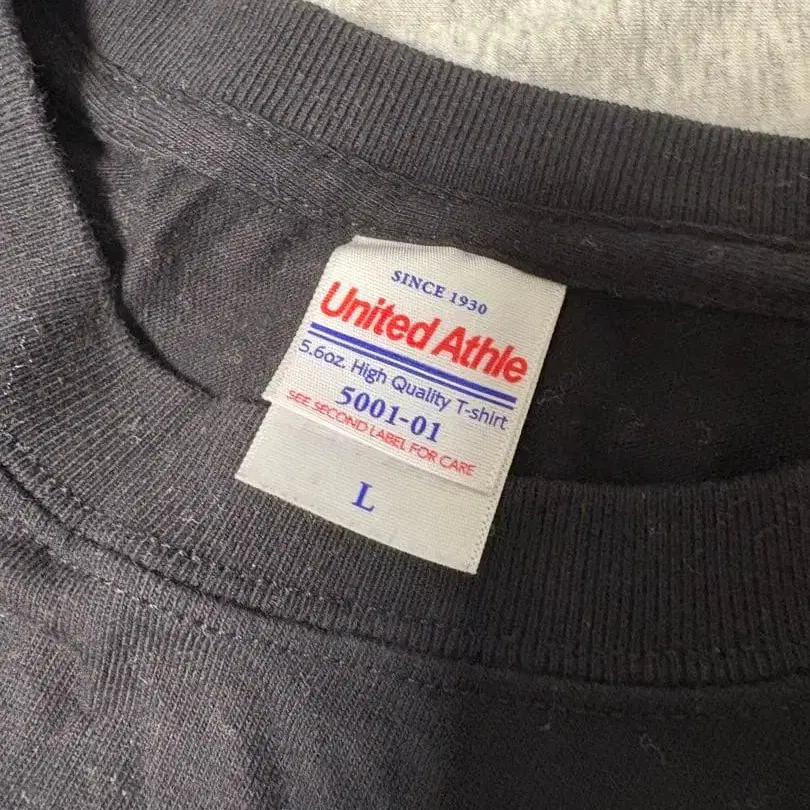 SINCE 1930
United Athle
5.6oz. High Quality T-shirt
5001-01
SEE SECOND LABEL FOR CARE
L